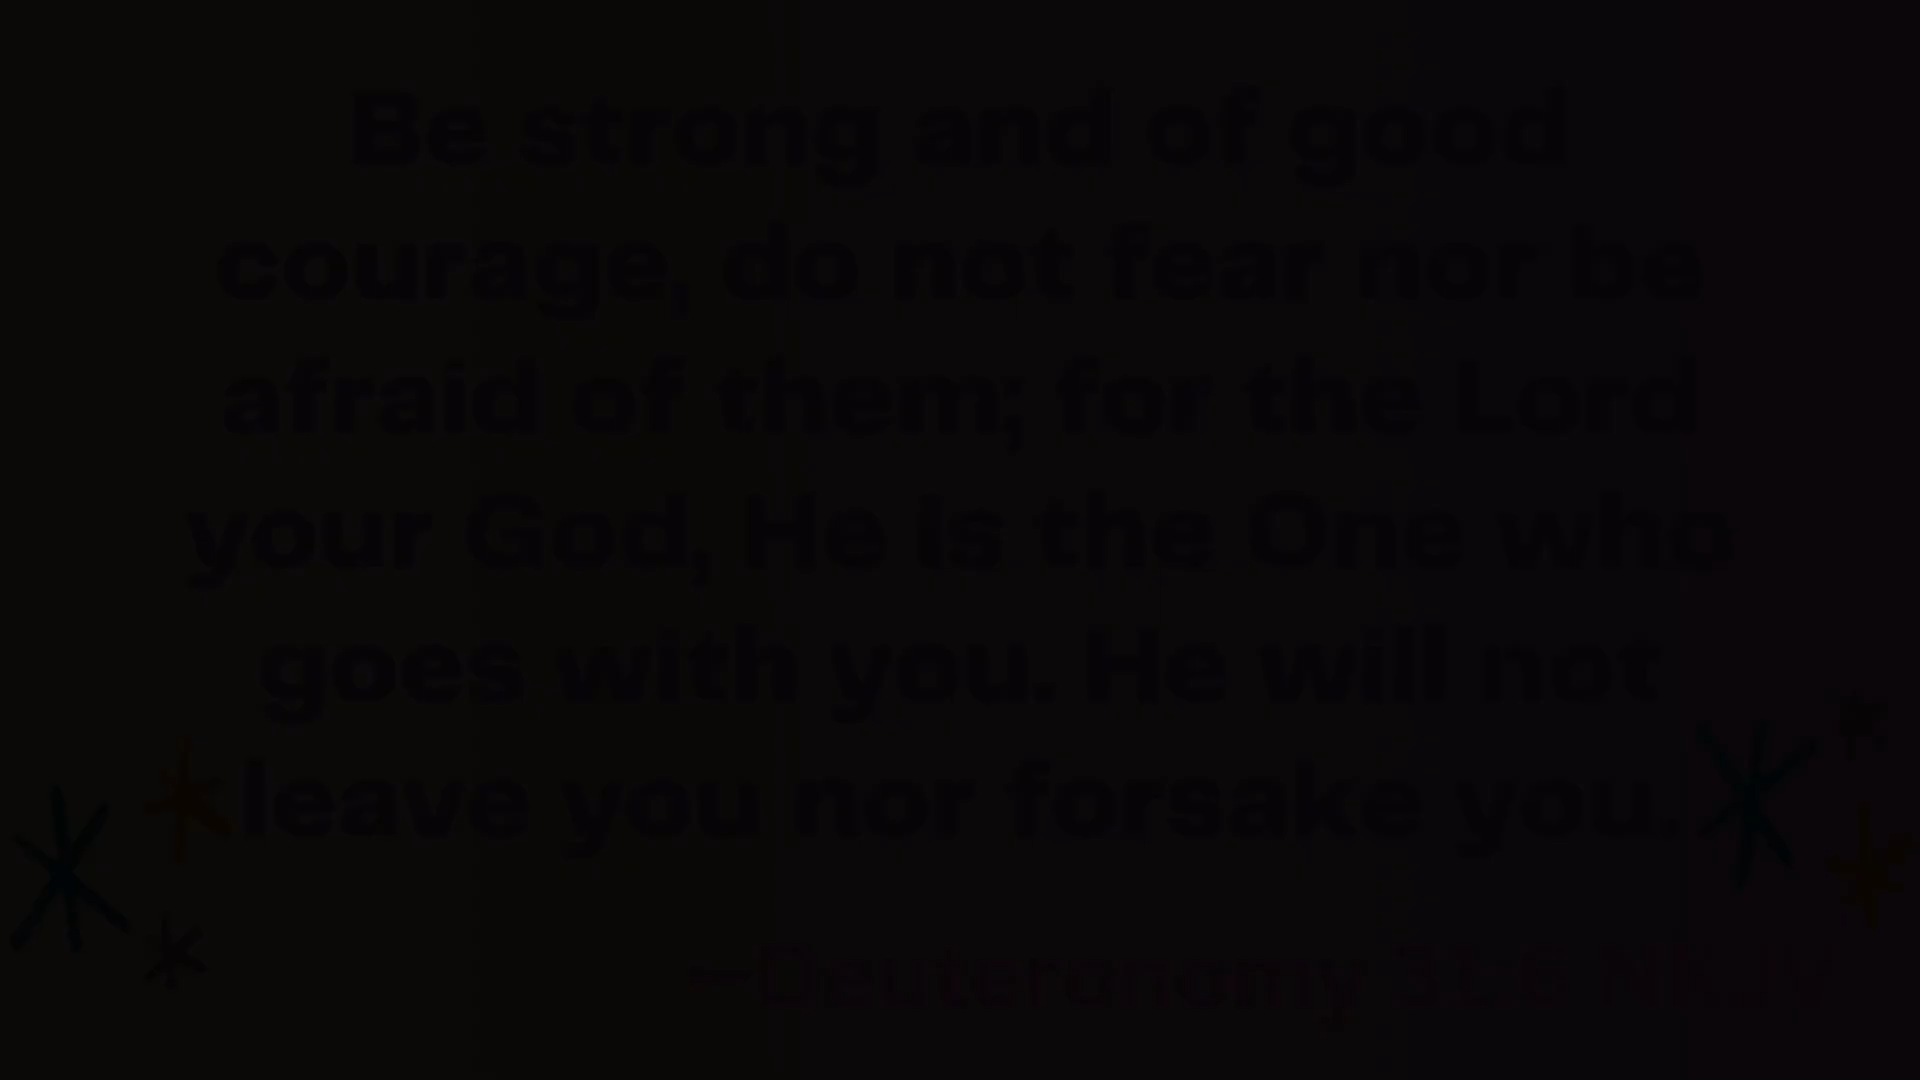 Be strong and of good
courage, do not fear nor be
afraid of them; for the Lord
your God, He is the One who
goes with you. He will not
leave you nor forsake you.
~Deuteronomy 31:6 NKJV